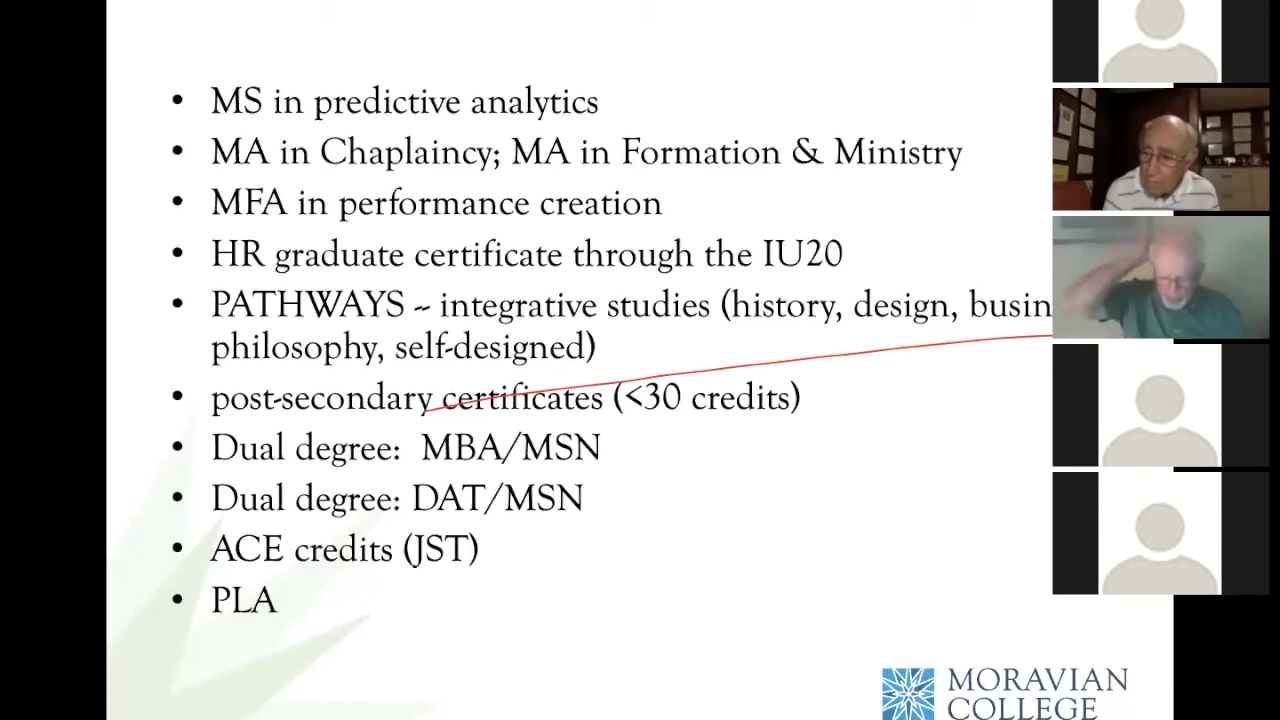 • MS in predictive analytics
• MA in Chaplaincy; MA in Formation & Ministry
• MFA in performance creation
• HR graduate certificate through the IU20
• PATHWAYS -- integrative studies (history, design, busin
philosophy, self-designed)
• post-secondary certificates (<30 credits)
• Dual degree:  MBA/MSN
• Dual degree: DAT/MSN
• ACE credits (JST)
• PLA
MORAVIAN
COLLEGE